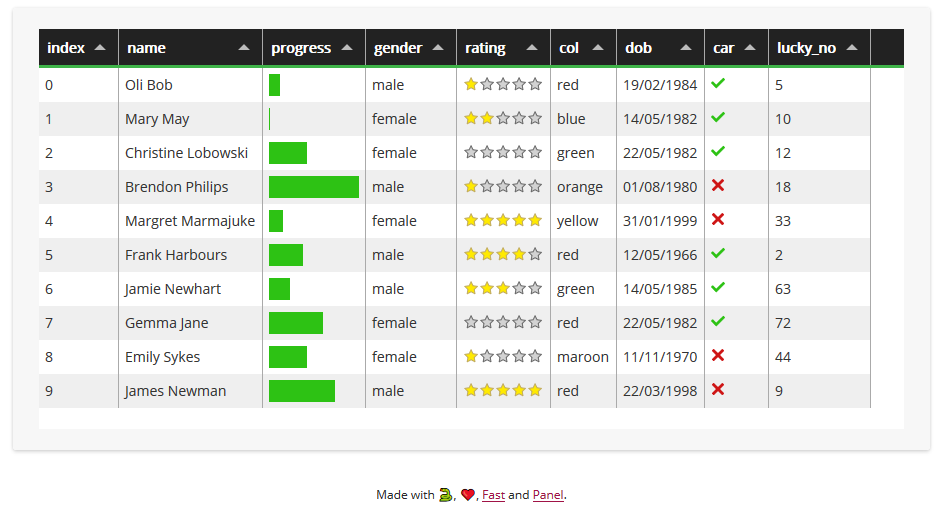 index name progress gender rating col dob car lucky_no
0 Oli Bob male red 19/02/1984 5
1 Mary May female blue 14/05/1982 10
2 Christine Lobowski female green 22/05/1982 12
3 Brendon Philips male orange 01/08/1980 18
4 Margret Marmajuke female yellow 31/01/1999 33
5 Frank Harbours male red 12/05/1966 2
6 Jamie Newhart male green 14/05/1985 63
7 Gemma Jane female red 22/05/1982 72
8 Emily Sykes female maroon 11/11/1970 44
9 James Newman male red 22/03/1998 9
Made with 🐍, ❤, Fast and Panel.